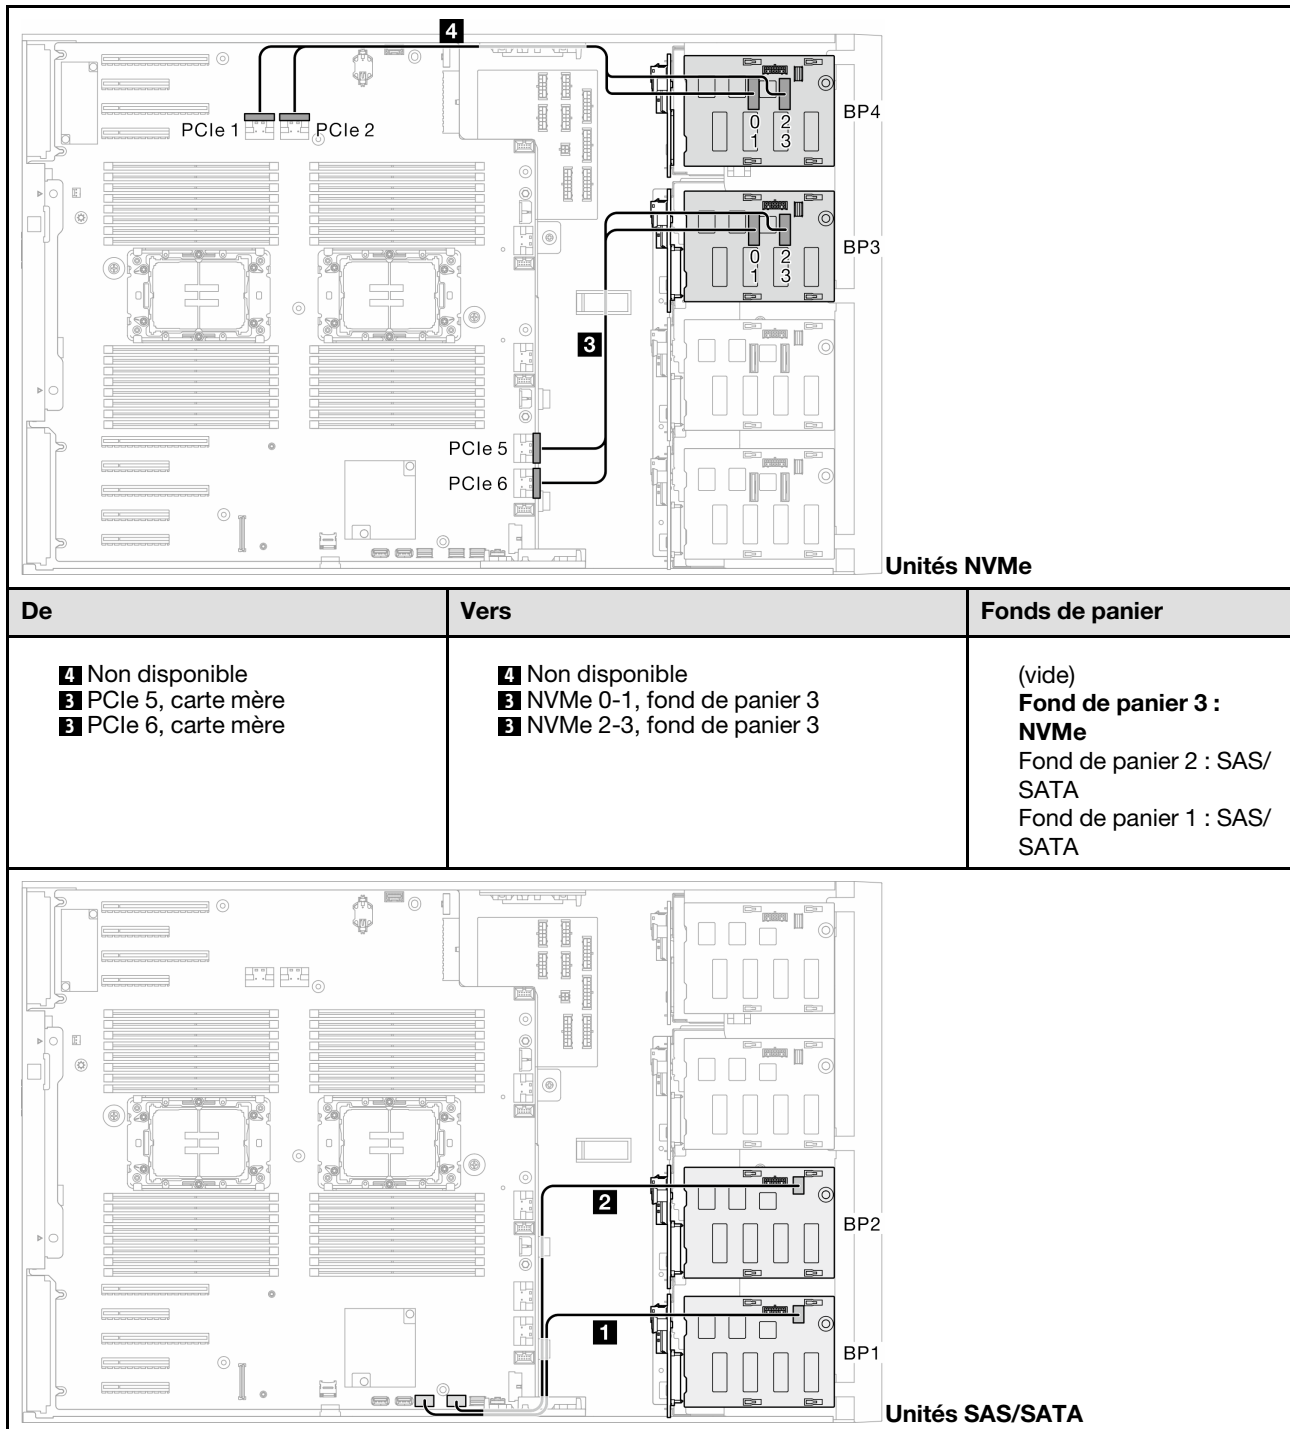 4
PCIe 1
PCIe 2
0 2
1 3
BP4
0 2
1 3
BP3
3
PCIe 5
PCIe 6
Unités NVMe
De
Vers
Fonds de panier
4 Non disponible
3 PCIe 5, carte mère
3 PCIe 6, carte mère
4 Non disponible
3 NVMe 0-1, fond de panier 3
3 NVMe 2-3, fond de panier 3
(vide)
Fond de panier 3 :
NVMe
Fond de panier 2 : SAS/
SATA
Fond de panier 1 : SAS/
SATA
2
BP2
1
BP1
Unités SAS/SATA